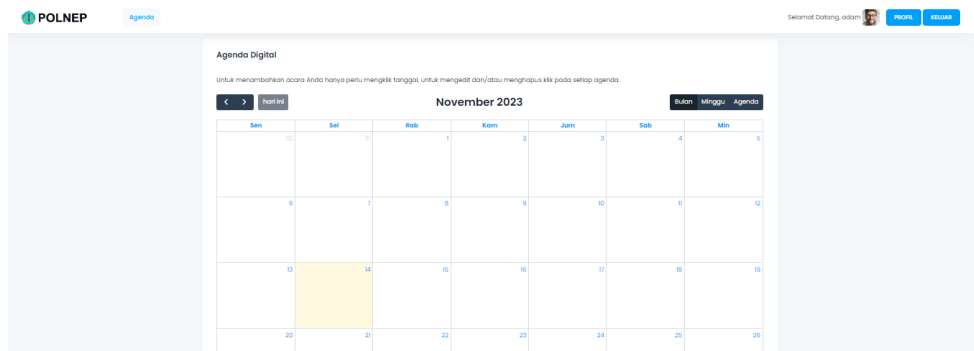 POLNEP Agenda Selamat Datang, adam PROFIL KELUAR
Agenda Digital
Untuk menambahkan acara Anda hanya perlu mengklik tanggal, untuk mengedit dan/atau menghapus klik pada setiap agenda.
hari ini November 2023 Bulan Minggu Agenda
Sen Sel Rab Kam Jum Sab Min
30 31 1 2 3 4 5
6 7 8 9 10 11 12
13 14 15 16 17 18 19
20 21 22 23 24 25 26